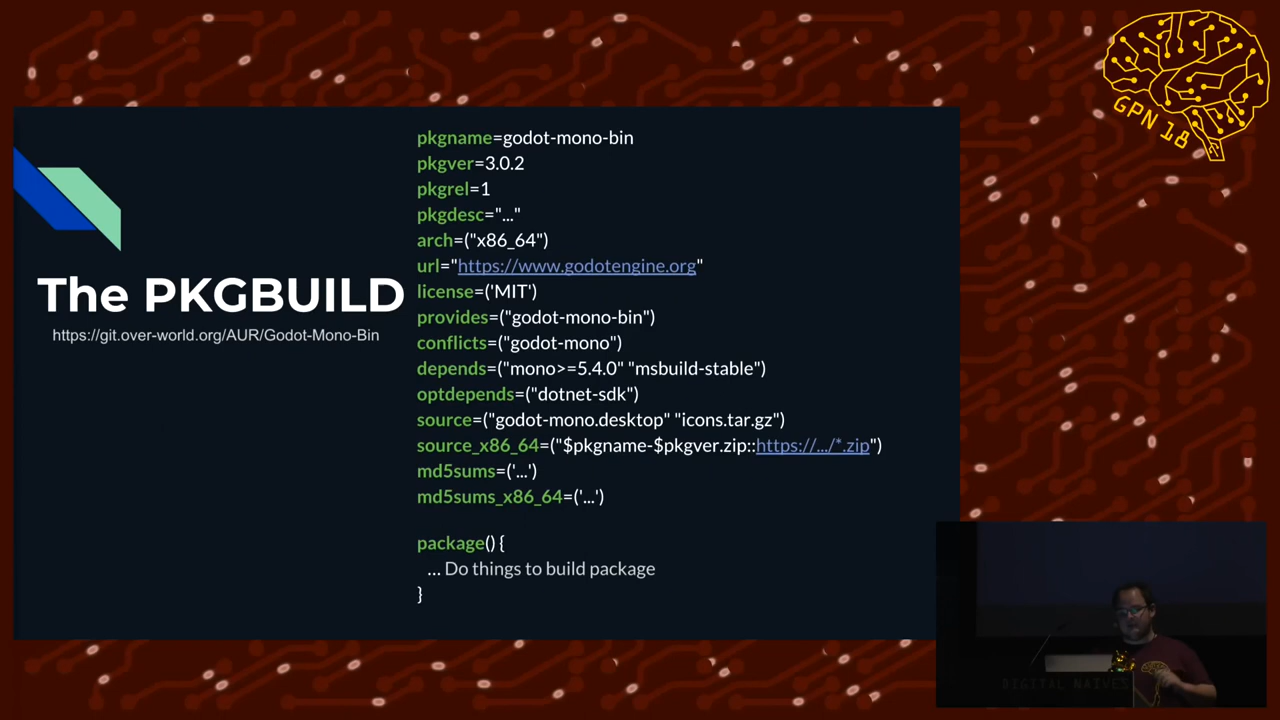 GPN 18
The PKGBUILD
https://git.over-world.org/AUR/Godot-Mono-Bin
pkgname=godot-mono-bin
pkgver=3.0.2
pkgrel=1
pkgdesc="..."
arch=("x86_64")
url="https://www.godotengine.org"
license=('MIT')
provides=("godot-mono-bin")
conflicts=("godot-mono")
depends=("mono>=5.4.0" "msbuild-stable")
optdepends=("dotnet-sdk")
source=("godot-mono.desktop" "icons.tar.gz")
source_x86_64=("$pkgname-$pkgver.zip::https://.../*.zip")
md5sums=('...')
md5sums_x86_64=('...')
package() {
... Do things to build package
}
DIGITAL NATIVES